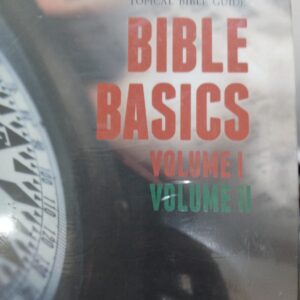 TOPICAL BIBLE GUIDE
BIBLE
BASICS
VOLUME I
VOLUME II